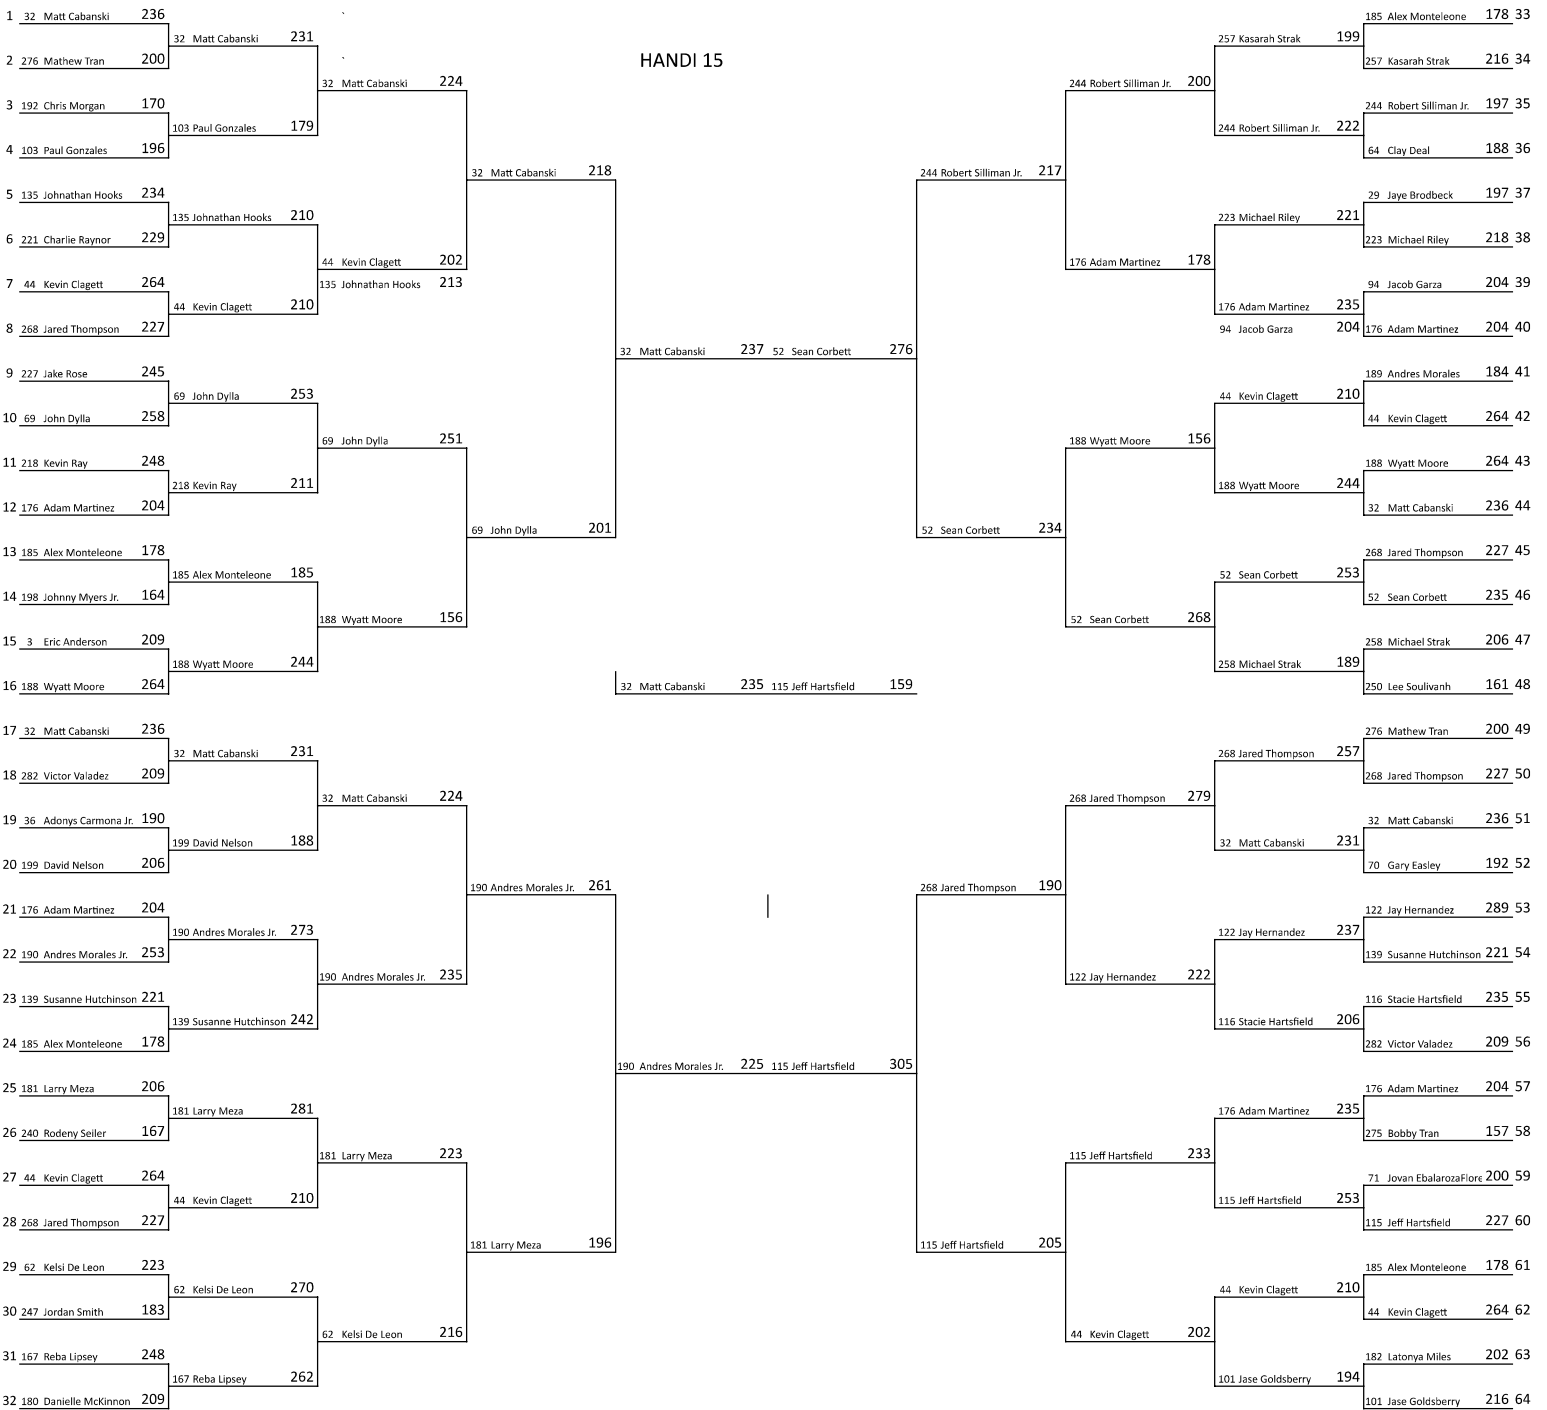 HANDI 15
1 32 Matt Cabanski 236
2 276 Mathew Tran 200
3 192 Chris Morgan 170
4 103 Paul Gonzales 196
5 135 Johnathan Hooks 234
6 221 Charlie Raynor 229
7 44 Kevin Clagett 264
8 268 Jared Thompson 227
9 227 Jake Rose 245
10 69 John Dylla 258
11 218 Kevin Ray 248
12 176 Adam Martinez 204
13 185 Alex Monteleone 178
14 198 Johnny Myers Jr. 164
15 3 Eric Anderson 209
16 188 Wyatt Moore 264
17 32 Matt Cabanski 236
18 282 Victor Valadez 209
19 36 Adonys Carmona Jr. 190
20 199 David Nelson 206
21 176 Adam Martinez 204
22 190 Andres Morales Jr. 253
23 139 Susanne Hutchinson 221
24 185 Alex Monteleone 178
25 181 Larry Meza 206
26 240 Rodeny Seiler 167
27 44 Kevin Clagett 264
28 268 Jared Thompson 227
29 62 Kelsi De Leon 223
30 247 Jordan Smith 183
31 167 Reba Lipsey 248
32 180 Danielle McKinnon 209
32 Matt Cabanski 231
103 Paul Gonzales 179
135 Johnathan Hooks 210
44 Kevin Clagett 210
69 John Dylla 253
218 Kevin Ray 211
185 Alex Monteleone 185
188 Wyatt Moore 244
32 Matt Cabanski 231
199 David Nelson 188
190 Andres Morales Jr. 273
139 Susanne Hutchinson 242
181 Larry Meza 281
44 Kevin Clagett 210
62 Kelsi De Leon 270
167 Reba Lipsey 262
32 Matt Cabanski 224
44 Kevin Clagett 202
135 Johnathan Hooks 213
69 John Dylla 251
188 Wyatt Moore 156
32 Matt Cabanski 224
190 Andres Morales Jr. 235
181 Larry Meza 223
62 Kelsi De Leon 216
32 Matt Cabanski 218
69 John Dylla 201
190 Andres Morales Jr. 261
181 Larry Meza 196
32 Matt Cabanski 237 52 Sean Corbett 276
32 Matt Cabanski 235 115 Jeff Hartsfield 159
190 Andres Morales Jr. 225 115 Jeff Hartsfield 305
244 Robert Silliman Jr. 217
52 Sean Corbett 234
268 Jared Thompson 190
115 Jeff Hartsfield 205
244 Robert Silliman Jr. 200
176 Adam Martinez 178
188 Wyatt Moore 156
52 Sean Corbett 268
268 Jared Thompson 279
122 Jay Hernandez 222
115 Jeff Hartsfield 233
44 Kevin Clagett 202
257 Kasarah Strak 199
244 Robert Silliman Jr. 222
223 Michael Riley 221
176 Adam Martinez 235
94 Jacob Garza 204
44 Kevin Clagett 210
188 Wyatt Moore 244
52 Sean Corbett 253
258 Michael Strak 189
268 Jared Thompson 257
32 Matt Cabanski 231
122 Jay Hernandez 237
116 Stacie Hartsfield 206
176 Adam Martinez 235
115 Jeff Hartsfield 253
44 Kevin Clagett 210
101 Jase Goldsberry 194
185 Alex Monteleone 178 33
257 Kasarah Strak 216 34
244 Robert Silliman Jr. 197 35
64 Clay Deal 188 36
29 Jaye Brodbeck 197 37
223 Michael Riley 218 38
94 Jacob Garza 204 39
176 Adam Martinez 204 40
189 Andres Morales 184 41
44 Kevin Clagett 264 42
188 Wyatt Moore 264 43
32 Matt Cabanski 236 44
268 Jared Thompson 227 45
52 Sean Corbett 235 46
258 Michael Strak 206 47
250 Lee Soulivanh 161 48
276 Mathew Tran 200 49
268 Jared Thompson 227 50
32 Matt Cabanski 236 51
70 Gary Easley 192 52
122 Jay Hernandez 289 53
139 Susanne Hutchinson 221 54
116 Stacie Hartsfield 235 55
282 Victor Valadez 209 56
176 Adam Martinez 204 57
275 Bobby Tran 157 58
71 Jovan EbalarozaFlore 200 59
115 Jeff Hartsfield 227 60
185 Alex Monteleone 178 61
44 Kevin Clagett 264 62
182 Latonya Miles 202 63
101 Jase Goldsberry 216 64